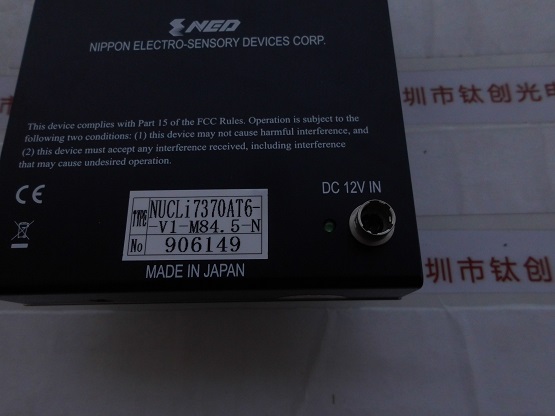 NED
NIPPON ELECTRO-SENSORY DEVICES CORP.
This device complies with Part 15 of the FCC Rules. Operation is subject to the
following two conditions: (1) this device may not cause harmful interference, and
(2) this device must accept any interference received, including interference
that may cause undesired operation.
CE
DC 12V IN
TYPE NUCLi7370AT6-
-V1-M84.5-N
No 906149
MADE IN JAPAN
圳市钛创光电
圳市钛创